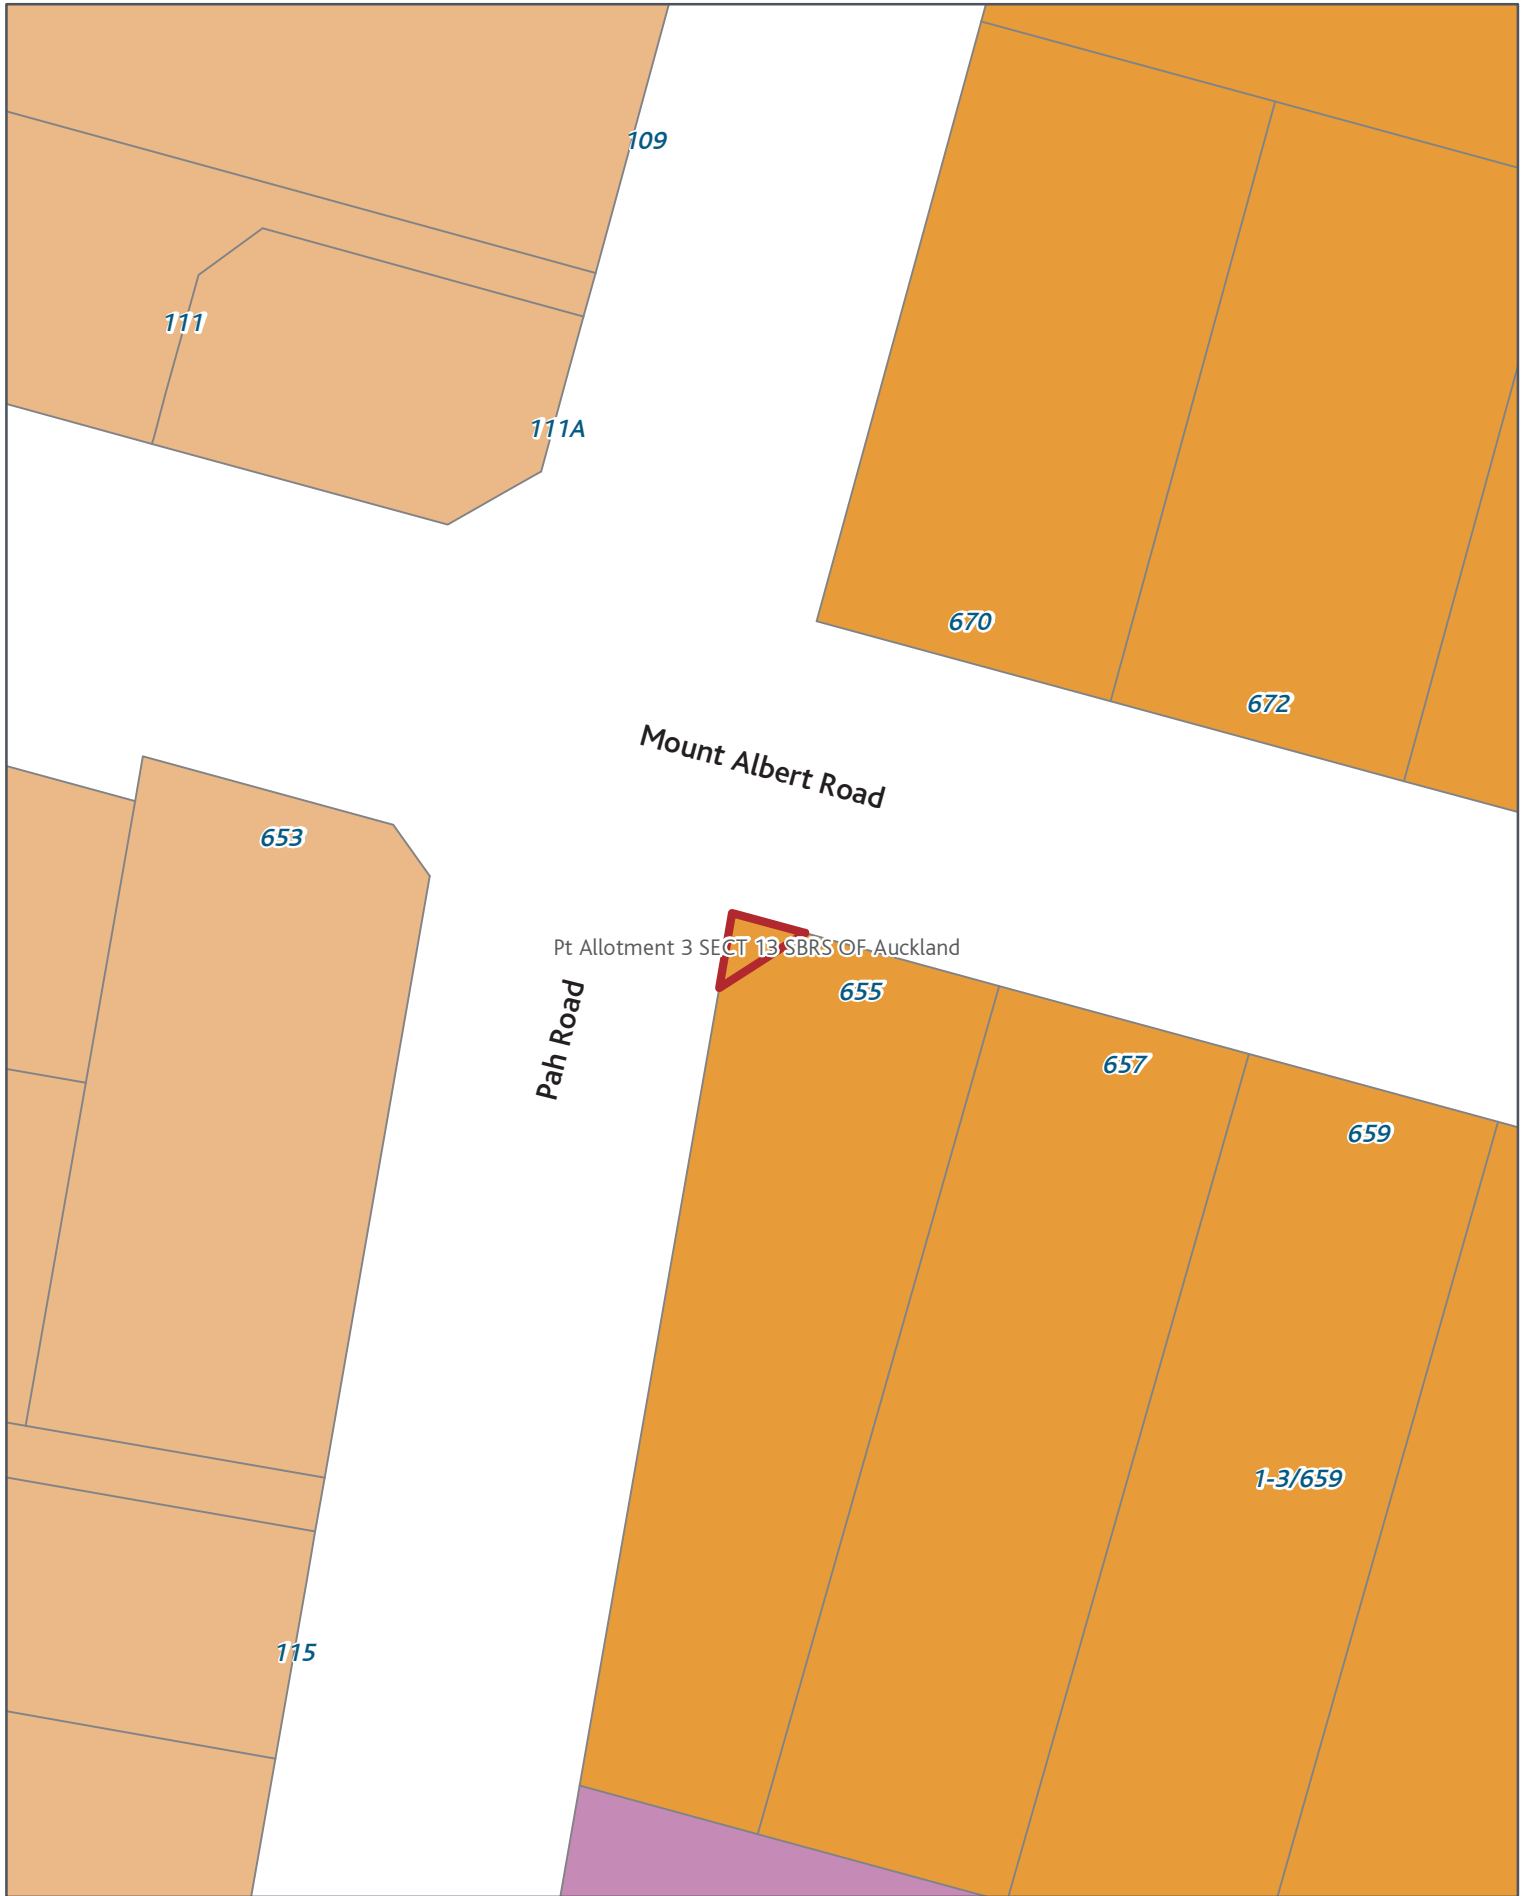 109
111
111A
670
672
Mount Albert Road
653
Pt Allotment 3 SECT 13 SBRS OF Auckland
655
Pah Road
657
659
1-3/659
115